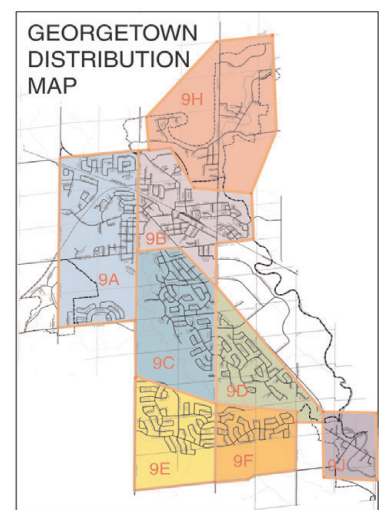 GEORGETOWN
DISTRIBUTION
MAP
9H
9B
9A
9C
9D
9E
9F
9J